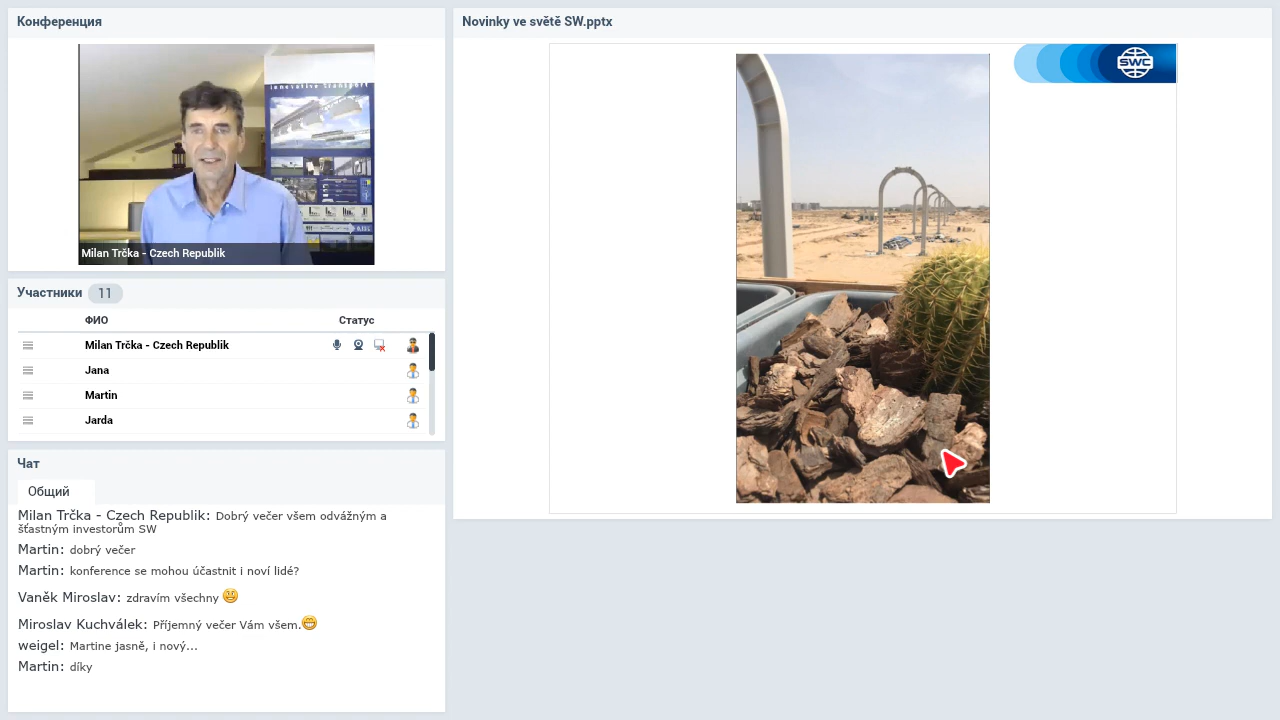 Конференция
innovative transport
Milan Trčka - Czech Republik
Участники 11
ФИО Статус
Milan Trčka - Czech Republik
Jana
Martin
Jarda
Чат
Общий
Milan Trčka - Czech Republik: Dobrý večer všem odvážným a
šťastným investorům SW
Martin: dobrý večer
Martin: konference se mohou účastnit i noví lidé?
Vaněk Miroslav: zdravím všechny
Miroslav Kuchválek: Příjemný večer Vám všem.
weigel: Martine jasně, i nový...
Martin: díky
Novinky ve světě SW.pptx
SWC